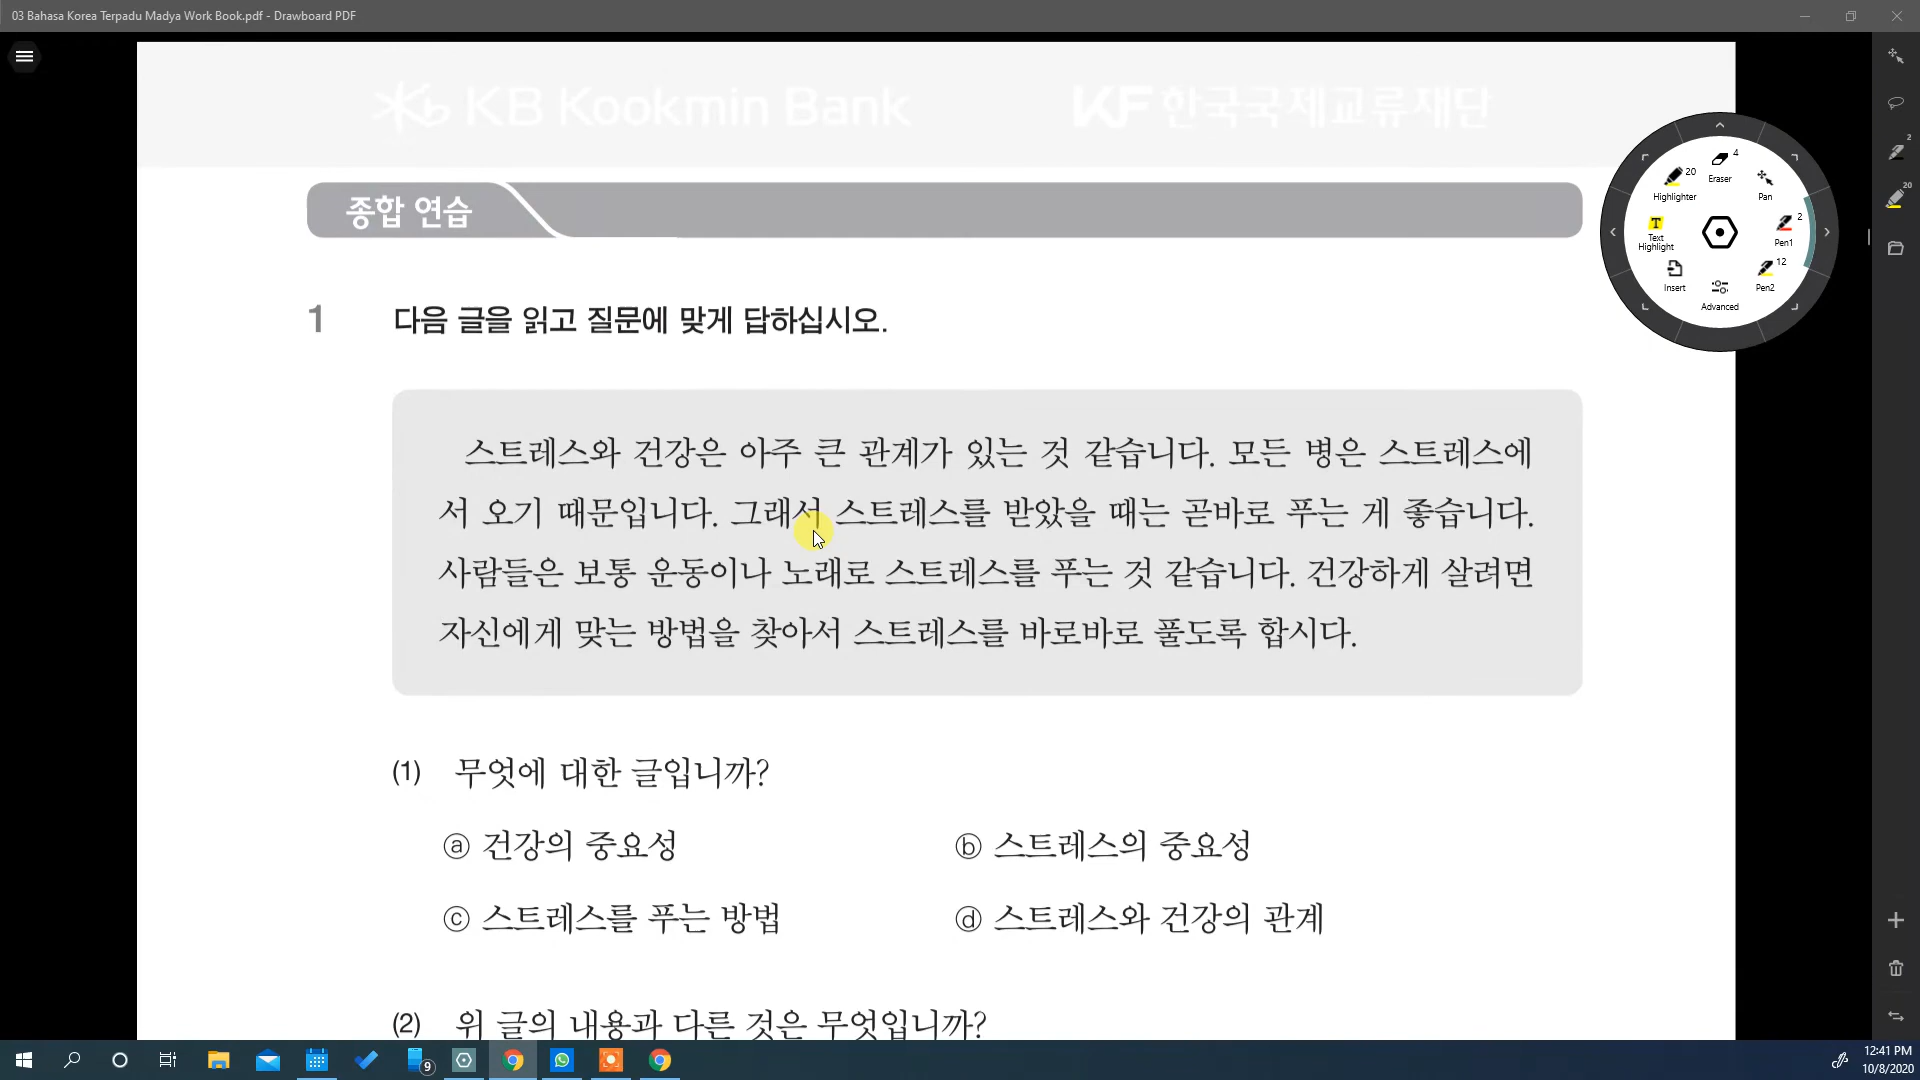 03 Bahasa Korea Terpadu Madya Work Book.pdf - Drawboard PDF
KB Kookmin Bank
KF 한국국제교류재단
종합 연습
1 다음 글을 읽고 질문에 맞게 답하십시오.
스트레스와 건강은 아주 큰 관계가 있는 것 같습니다. 모든 병은 스트레스에
서 오기 때문입니다. 그래서 스트레스를 받았을 때는 곧바로 푸는 게 좋습니다.
사람들은 보통 운동이나 노래로 스트레스를 푸는 것 같습니다. 건강하게 살려면
자신에게 맞는 방법을 찾아서 스트레스를 바로바로 풀도록 합시다.
(1) 무엇에 대한 글입니까?
ⓐ 건강의 중요성 ⓑ 스트레스의 중요성
ⓒ 스트레스를 푸는 방법 ⓓ 스트레스와 건강의 관계
(2) 위 글의 내용과 다른 것은 무엇입니까?
4
Eraser
20
Highlighter
Pan
T
Text
Highlight
2
Pen1
Insert
12
Pen2
Advanced
2
20
9
12:41 PM
10/8/2020